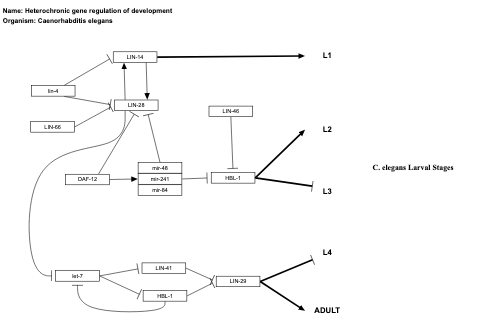 Name: Heterochronic gene regulation of development
Organism: Caenorhabditis elegans
LIN-14
L1
lin-4
LIN-28
LIN-46
LIN-66
L2
mir-48
C. elegans Larval Stages
DAF-12
mir-241
HBL-1
mir-84
L3
L4
LIN-41
let-7
LIN-29
HBL-1
ADULT